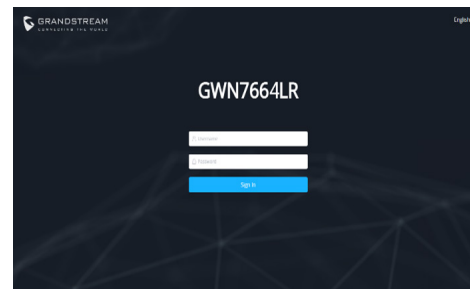 GRANDSTREAM
CONNECTING THE WORLD
English
GWN7664LR
Username
Password
Sign In